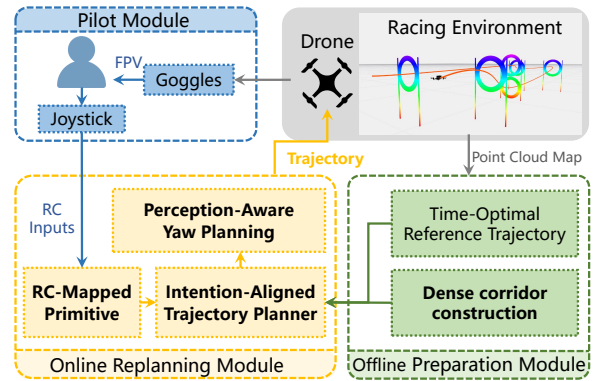 Pilot Module
FPV
Goggles
Joystick
Drone
Racing Environment
RC
Inputs
Trajectory
Point Cloud Map
Perception-Aware
Yaw Planning
RC-Mapped
Primitive
Intention-Aligned
Trajectory Planner
Online Replanning Module
Time-Optimal
Reference Trajectory
Dense corridor
construction
Offline Preparation Module